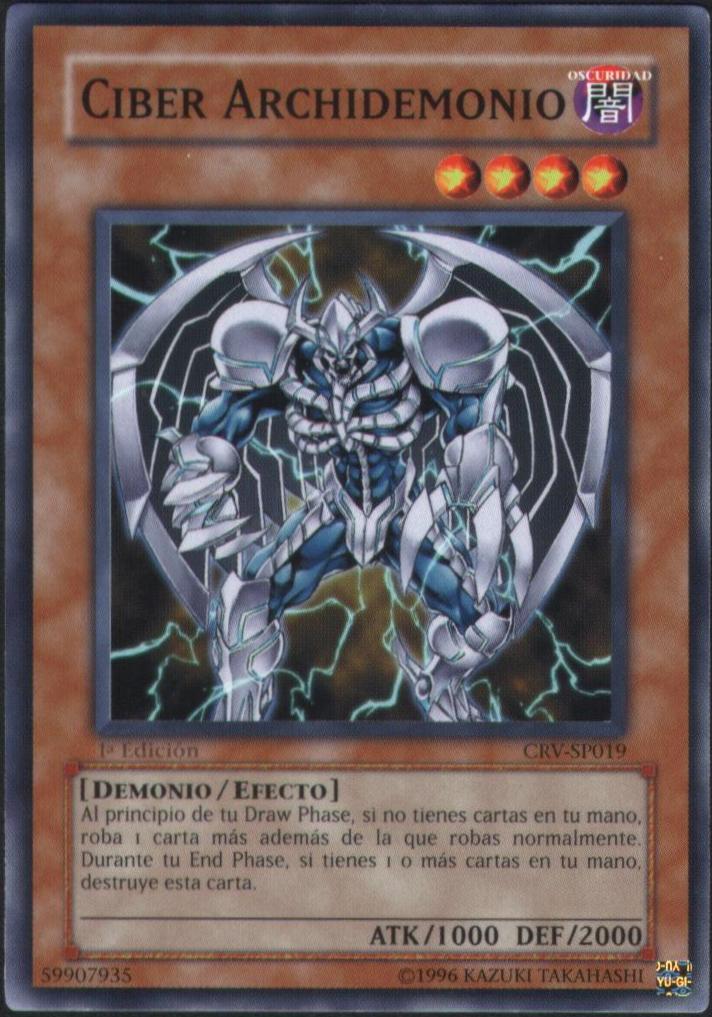 CIBER ARCHIDEMONIO
OSCURIDAD
闇
1ª Edición
CRV-SP019
[DEMONIO/EFECTO]
Al principio de tu Draw Phase, si no tienes cartas en tu mano,
roba 1 carta más además de la que robas normalmente.
Durante tu End Phase, si tienes 1 o más cartas en tu mano,
destruye esta carta.
ATK/1000 DEF/2000
59907935
©1996 KAZUKI TAKAHASHI
YU-GI-